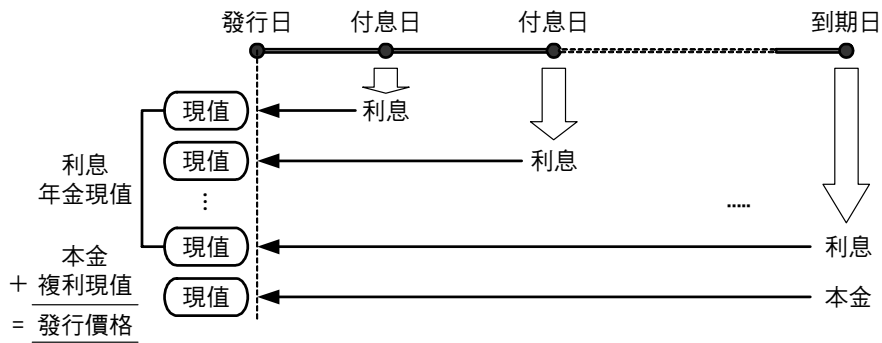 發行日 付息日 付息日 到期日
現值 利息
現值 利息
利息
年金現值
⋮ .....
現值 利息
本金
+ 複利現值
現值 本金
= 發行價格